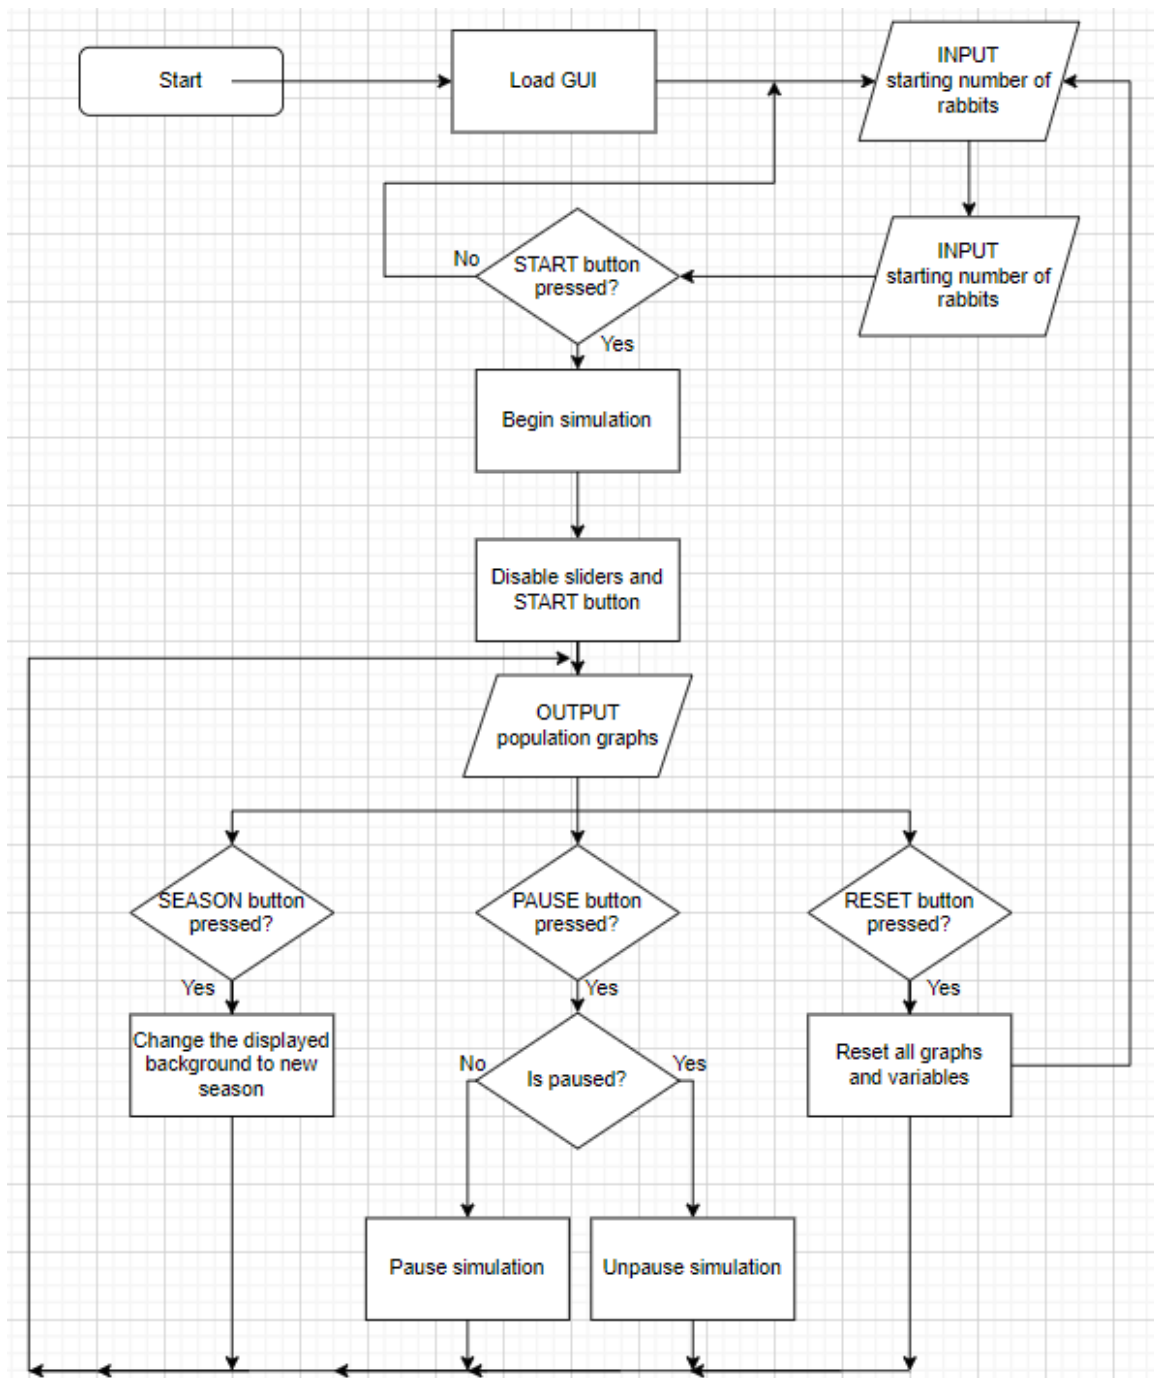 Start
Load GUI
INPUT
starting number of
rabbits
INPUT
starting number of
rabbits
No
START button
pressed?
Yes
Begin simulation
Disable sliders and
START button
OUTPUT
population graphs
SEASON button
pressed?
PAUSE button
pressed?
RESET button
pressed?
Yes
Yes
Yes
Change the displayed
background to new
season
No
Is paused?
Yes
Reset all graphs
and variables
Pause simulation
Unpause simulation